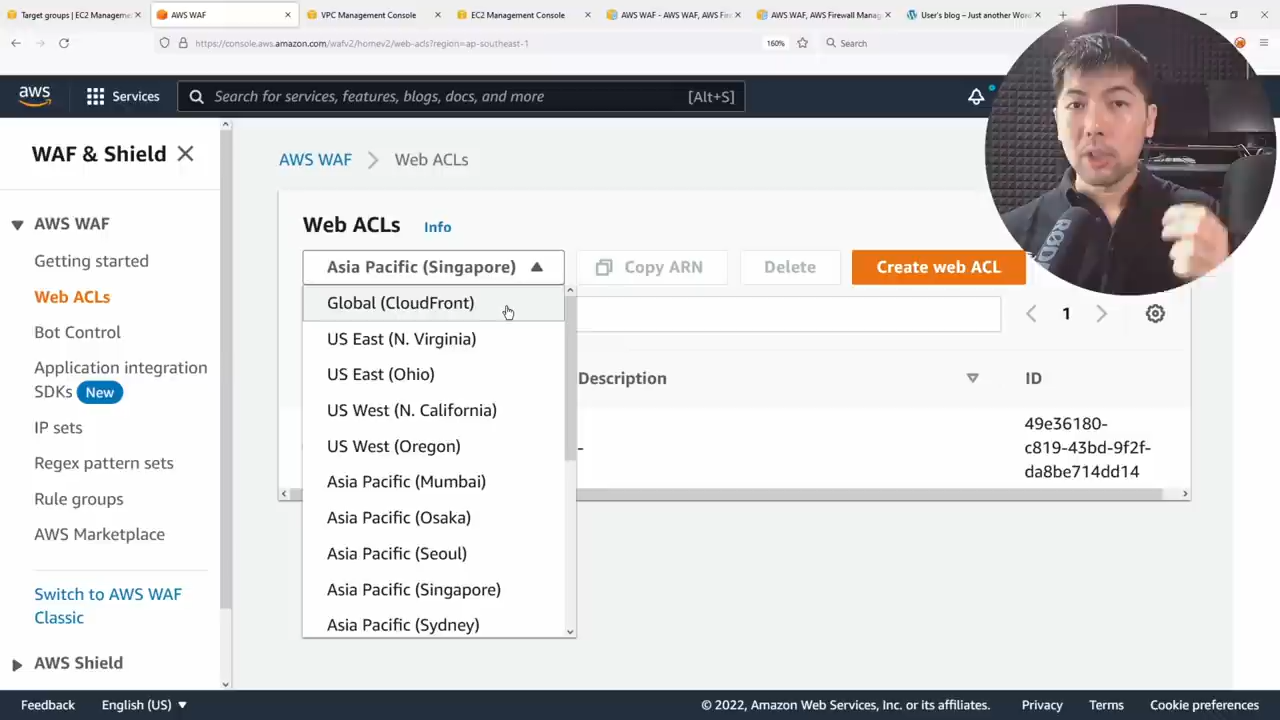 Target groups | EC2 Manageme
AWS WAF
VPC Management Console
EC2 Management Console
AWS WAF - AWS WAF, AWS Fir
AWS WAF, AWS Firewall Manag
User's blog – Just another Wor
https://console.aws.amazon.com/wafv2/homev2/web-acls?region=ap-southeast-1
160%
Search
aws
Services
Search for services, features, blogs, docs, and more
[Alt+S]
WAF & Shield
AWS WAF
Getting started
Web ACLs
Bot Control
Application integration
SDKs New
IP sets
Regex pattern sets
Rule groups
AWS Marketplace
Switch to AWS WAF
Classic
AWS Shield
AWS WAF
Web ACLs
Web ACLs Info
Asia Pacific (Singapore)
Copy ARN
Delete
Create web ACL
1
Global (CloudFront)
US East (N. Virginia)
US East (Ohio)
US West (N. California)
US West (Oregon)
Asia Pacific (Mumbai)
Asia Pacific (Osaka)
Asia Pacific (Seoul)
Asia Pacific (Singapore)
Asia Pacific (Sydney)
Description
ID
-
49e36180-
c819-43bd-9f2f-
da8be714dd14
RØDE
Feedback
English (US)
© 2022, Amazon Web Services, Inc. or its affiliates.
Privacy
Terms
Cookie preferences